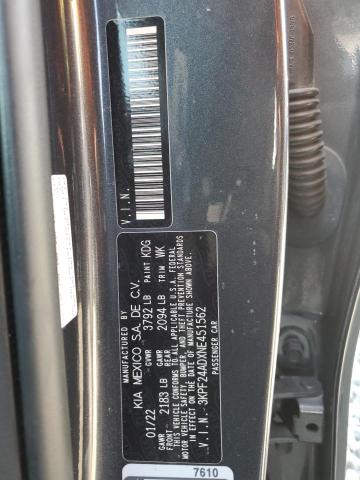 V.I.N.
KIA MEXICO S.A. DE C.V.
01/22 GVWR 3792 LB PAINT KDG
GAWR FRONT 2183 LB GAWR REAR 2094 LB TRIM WK
THIS VEHICLE CONFORMS TO ALL APPLICABLE U.S. FEDERAL
MOTOR VEHICLE SAFETY, BUMPER, AND THEFT PREVENTION STANDARDS
IN EFFECT ON THE DATE OF MANUFACTURE SHOWN ABOVE.
V.I.N.: 3KPF24ADXNE451562
PASSENGER CAR
7610